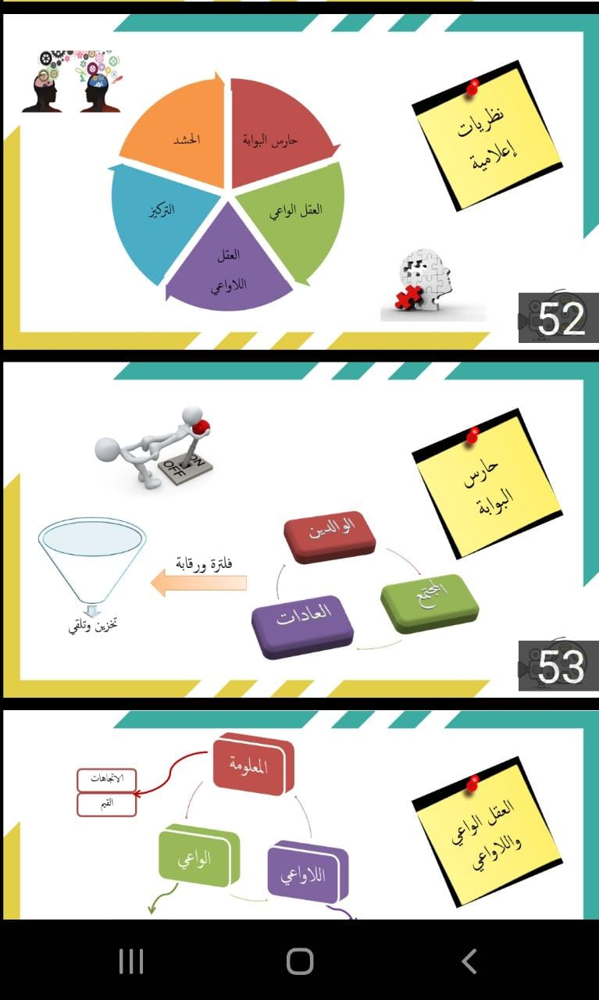 نظريات
إعلامية
حارس البوابة
الحشد
العقل الواعي
التركيز
العقل
اللاواعي
52
حارس
البوابة
ON
OFF
الوالدين
المجتمع
العادات
فلترة ورقابة
تخزين وتلقي
53
العقل الواعي
واللاواعي
المعلومة
الاتجاهات
القيم
الواعي
اللاواعي